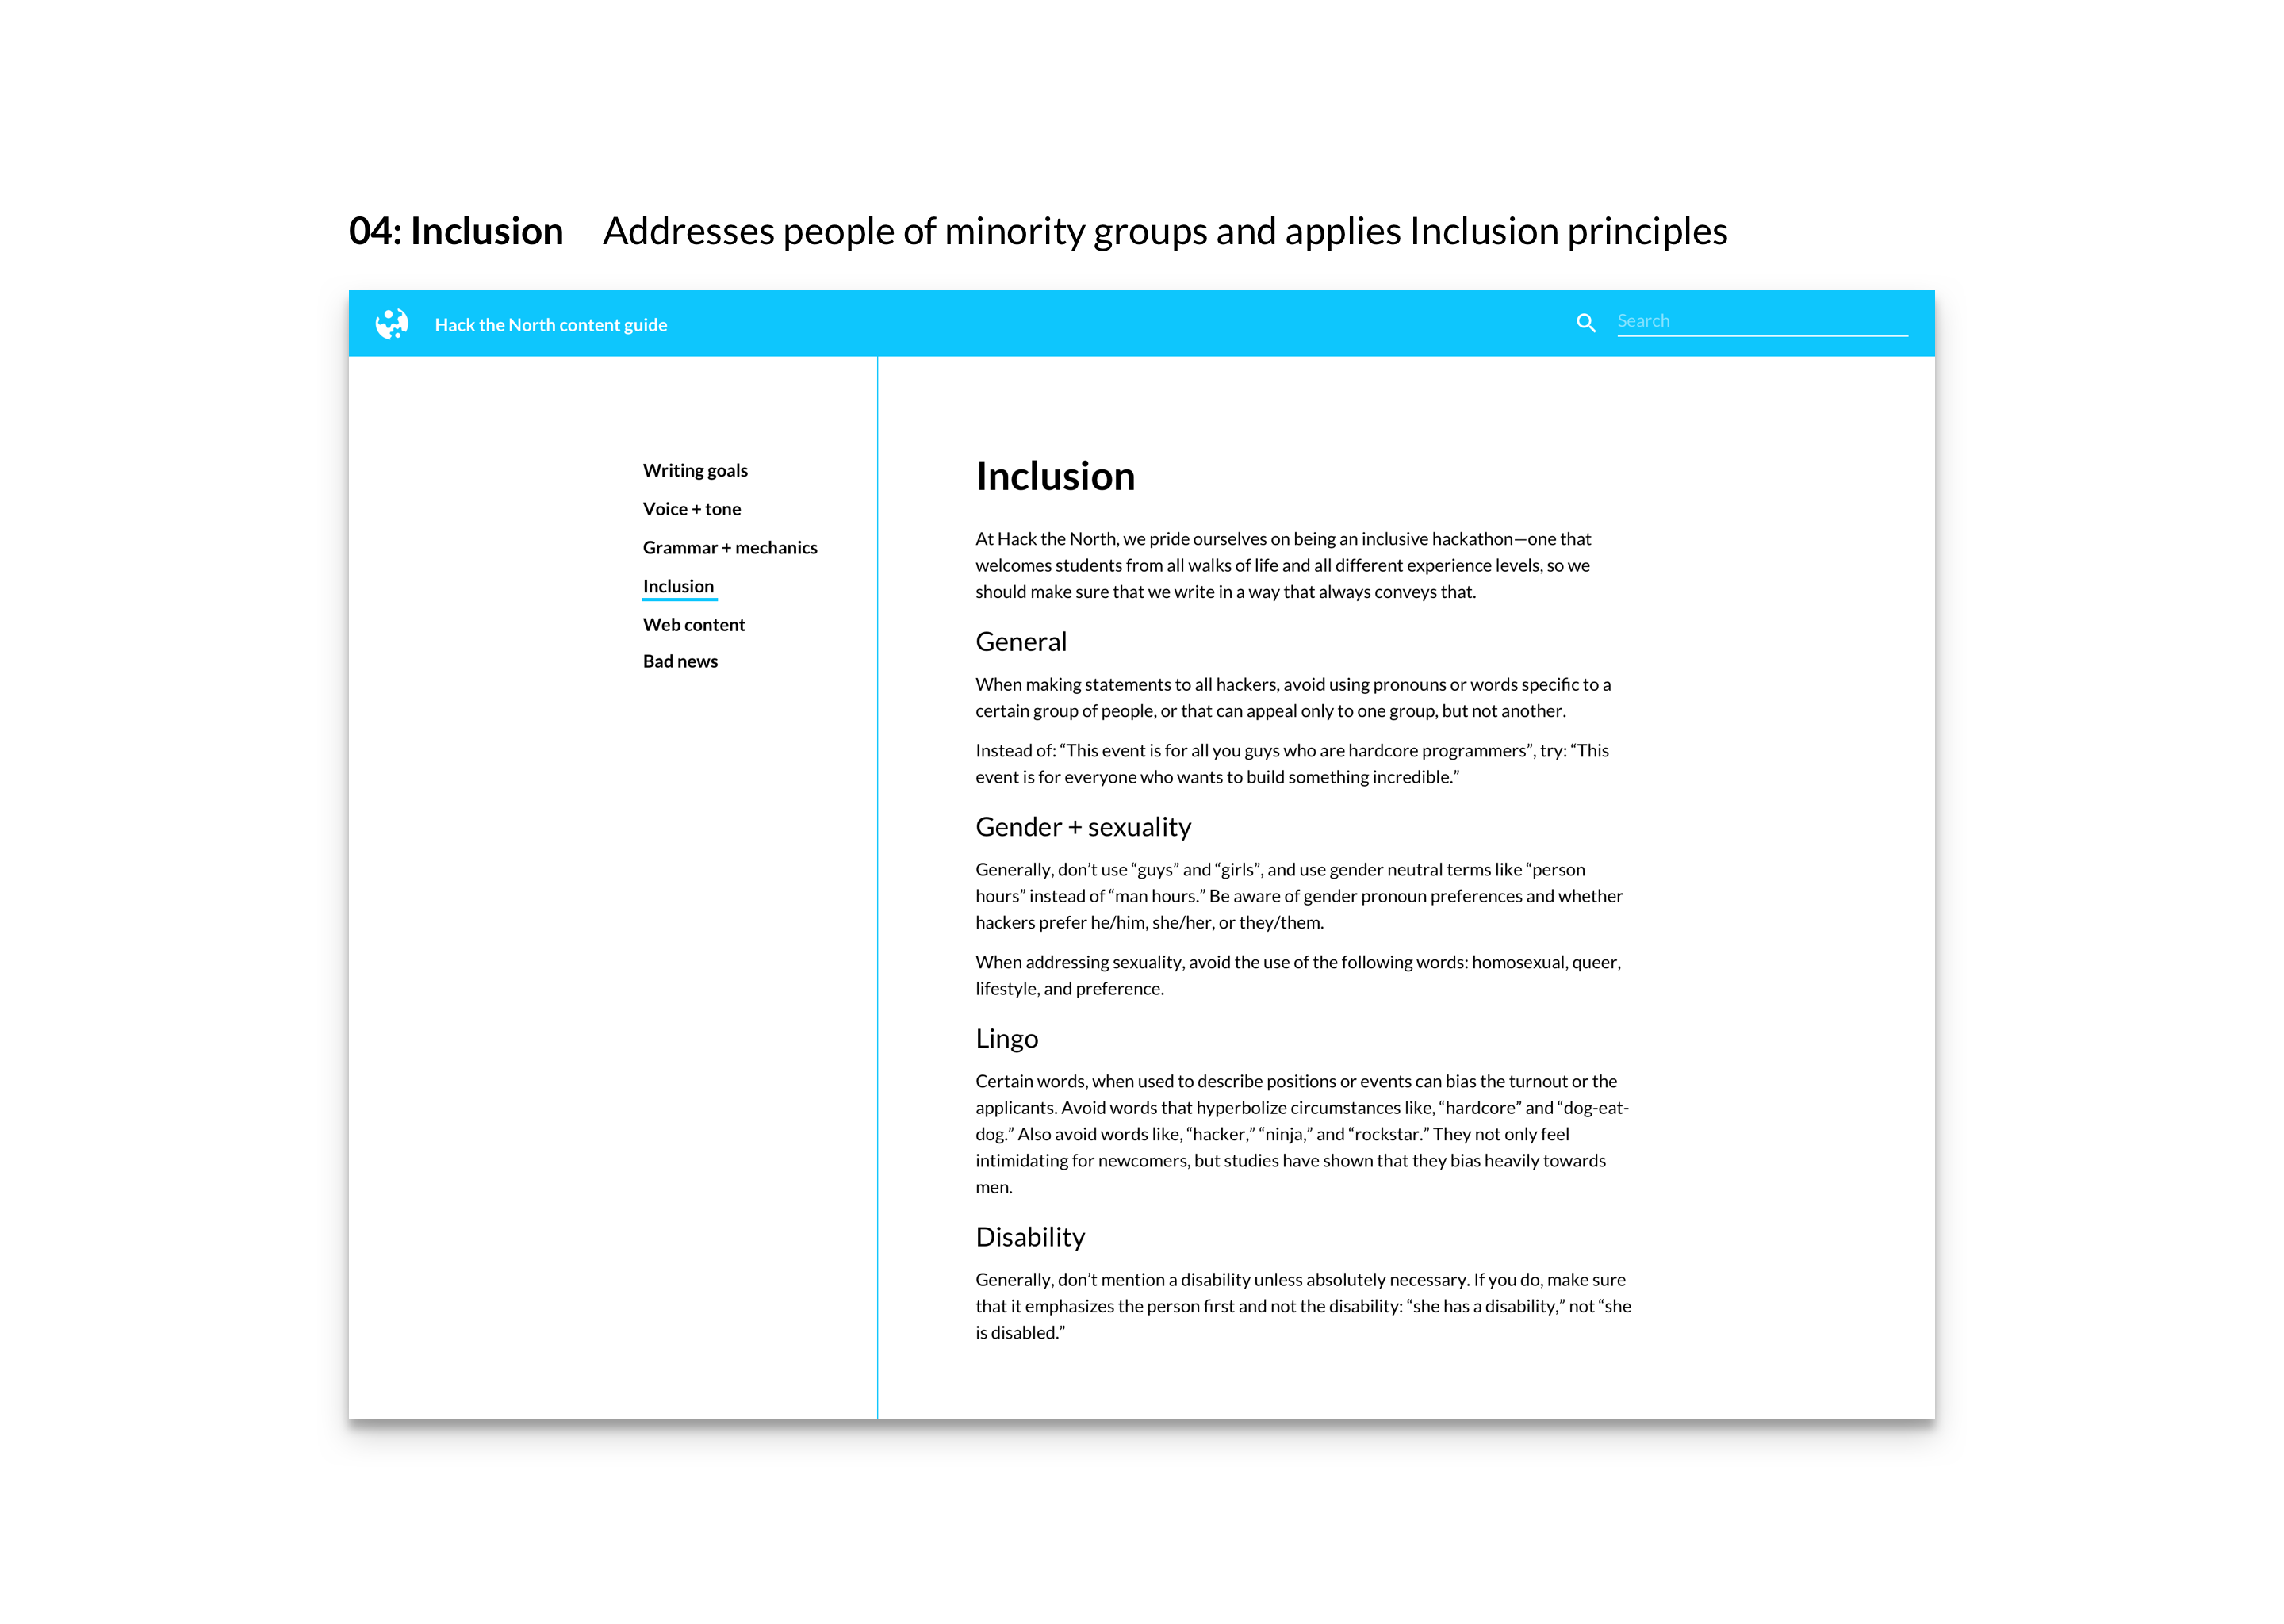 04: Inclusion Addresses people of minority groups and applies Inclusion principles
Hack the North content guide
Search
Writing goals
Voice + tone
Grammar + mechanics
Inclusion
Web content
Bad news
Inclusion
At Hack the North, we pride ourselves on being an inclusive hackathon—one that
welcomes students from all walks of life and all different experience levels, so we
should make sure that we write in a way that always conveys that.
General
When making statements to all hackers, avoid using pronouns or words specific to a
certain group of people, or that can appeal only to one group, but not another.
Instead of: “This event is for all you guys who are hardcore programmers”, try: “This
event is for everyone who wants to build something incredible.”
Gender + sexuality
Generally, don’t use “guys” and “girls”, and use gender neutral terms like “person
hours” instead of “man hours.” Be aware of gender pronoun preferences and whether
hackers prefer he/him, she/her, or they/them.
When addressing sexuality, avoid the use of the following words: homosexual, queer,
lifestyle, and preference.
Lingo
Certain words, when used to describe positions or events can bias the turnout or the
applicants. Avoid words that hyperbolize circumstances like, “hardcore” and “dog-eat-
dog.” Also avoid words like, “hacker,” “ninja,” and “rockstar.” They not only feel
intimidating for newcomers, but studies have shown that they bias heavily towards
men.
Disability
Generally, don’t mention a disability unless absolutely necessary. If you do, make sure
that it emphasizes the person first and not the disability: “she has a disability,” not “she
is disabled.”